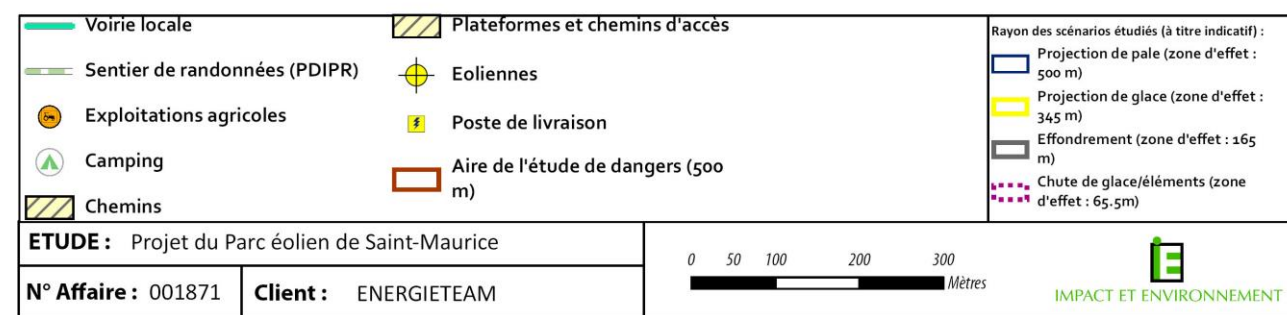 Voirie locale
Sentier de randonnées (PDIPR)
Exploitations agricoles
Camping
Chemins
Plateformes et chemins d'accès
Eoliennes
Poste de livraison
Aire de l'étude de dangers (500
m)
Rayon des scénarios étudiés (à titre indicatif) :
Projection de pale (zone d'effet :
500 m)
Projection de glace (zone d'effet :
345 m)
Effondrement (zone d'effet : 165
m)
Chute de glace/éléments (zone
d'effet : 65.5m)
ETUDE : Projet du Parc éolien de Saint-Maurice
N° Affaire : 001871 Client : ENERGIETEAM
0 50 100 200 300
Mètres
IE
IMPACT ET ENVIRONNEMENT